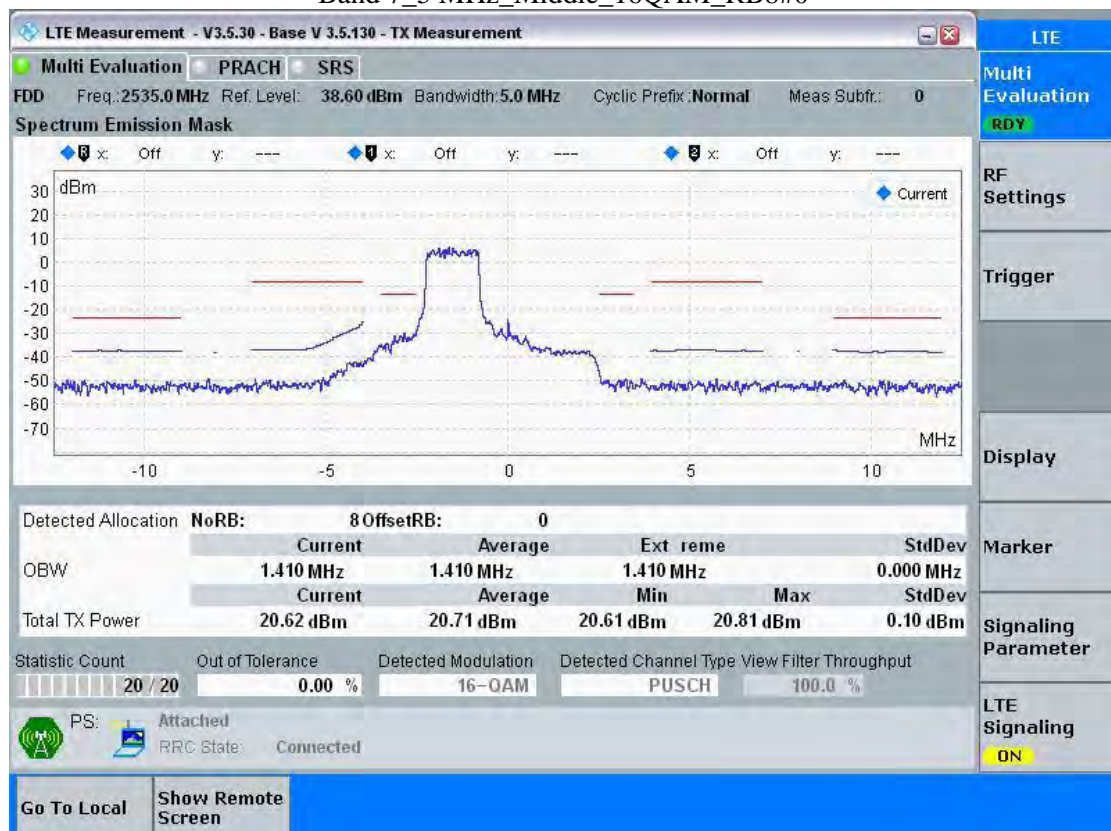 Band 7_5 MHz_Middle_16QAM_RB8#0
LTE Measurement - V3.5.30 - Base V 3.5.130 - TX Measurement
LTE
Multi Evaluation PRACH SRS
Multi Evaluation
RDY
FDD Freq.:2535.0 MHz Ref. Level: 38.60 dBm Bandwidth:5.0 MHz Cyclic Prefix :Normal Meas Subfr.: 0
Spectrum Emission Mask
R x: Off y: --- 1 x: Off y: --- 2 x: Off y: ---
RF Settings
dBm
Current
30
20
10
0
-10
-20
-30
-40
-50
-60
-70
MHz
-10 -5 0 5 10
Trigger
Display
Detected Allocation NoRB: 8 OffsetRB: 0
Current Average Ext reme StdDev
OBW 1.410 MHz 1.410 MHz 1.410 MHz 0.000 MHz
Current Average Min Max StdDev
Total TX Power 20.62 dBm 20.71 dBm 20.61 dBm 20.81 dBm 0.10 dBm
Marker
Signaling Parameter
Statistic Count Out of Tolerance Detected Modulation Detected Channel Type View Filter Throughput
20 / 20 0.00 % 16-QAM PUSCH 100.0 %
PS: Attached
RRC State: Connected
LTE Signaling
ON
Go To Local
Show Remote Screen